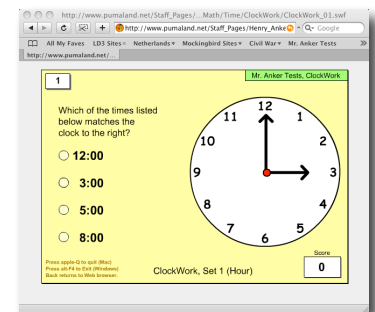 http://www.pumaland.net/Staff_Pages/...Math/Time/ClockWork/ClockWork_01.swf
http://www.pumaland.net/Staff_Pages/Henry_Anke
Q- Google
All My Faves LD3 Sites Netherlands Mockingbird Sites Civil War Mr. Anker Tests
http://www.pumaland.net/...
1
Mr. Anker Tests, ClockWork
Which of the times listed
below matches the
clock to the right?
12:00
3:00
5:00
8:00
12
11 1
10 2
9 3
8 4
7 5
6
Press apple-Q to quit (Mac)
Press alt-F4 to Exit (Windows)
Back returns to Web browser.
ClockWork, Set 1 (Hour)
Score
0